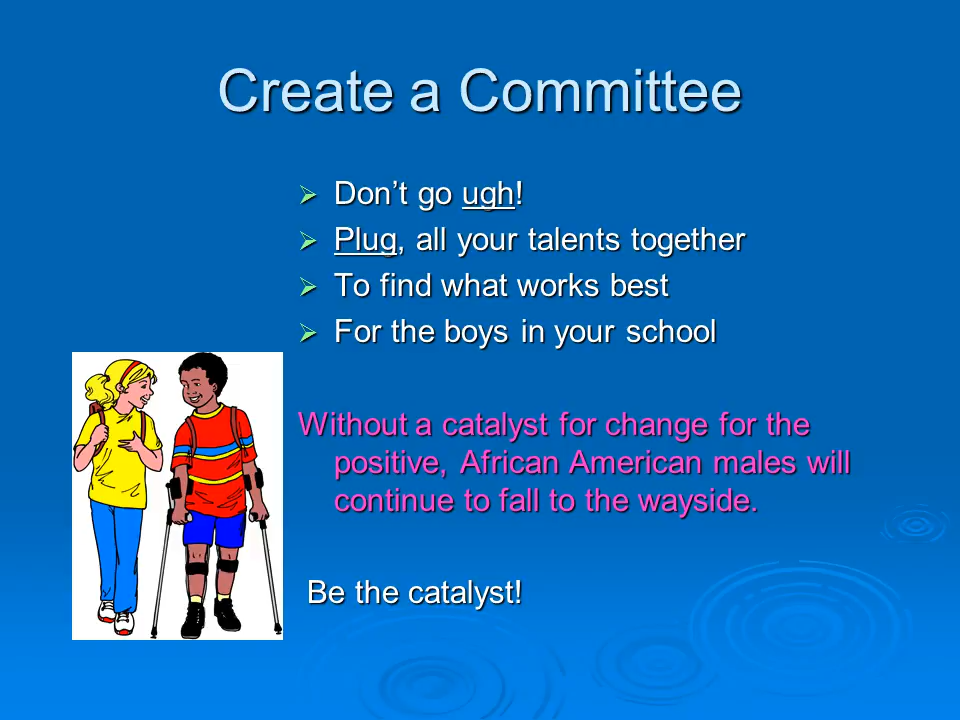 Create a Committee
Don’t go ugh!
Plug, all your talents together
To find what works best
For the boys in your school
Without a catalyst for change for the
positive, African American males will
continue to fall to the wayside.
Be the catalyst!